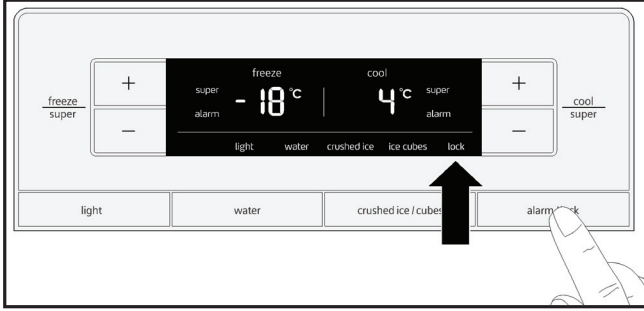 freeze
super
+
−
freeze cool
super - 18 °C 4 °C super
alarm alarm
light water crushed ice ice cubes lock
+
−
cool
super
light water crushed ice / cubes alarm